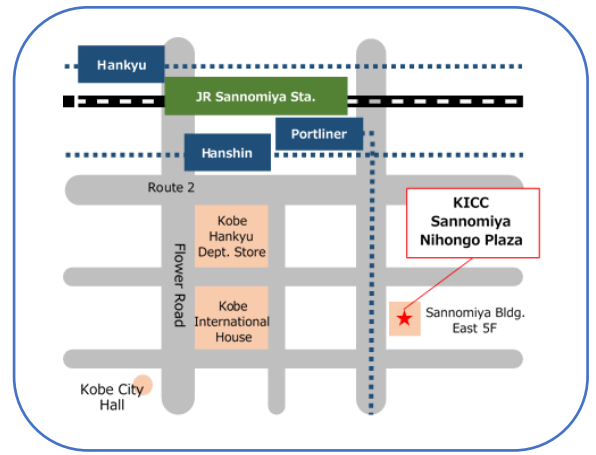 Hankyu
JR Sannomiya Sta.
Portliner
Hanshin
Route 2
KICC
Sannomiya
Nihongo Plaza
Kobe
Hankyu
Dept. Store
Flower Road
Kobe
International
House
Sannomiya Bldg.
East 5F
Kobe City
Hall